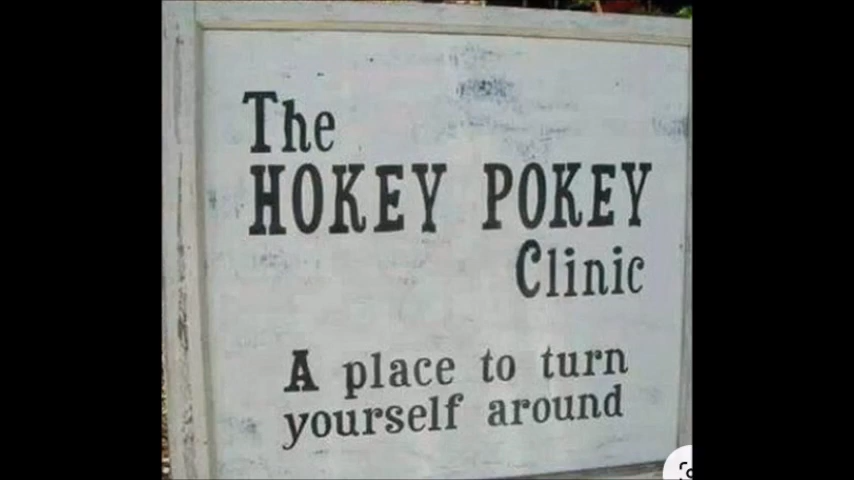 The
HOKEY POKEY
Clinic
A place to turn
yourself around